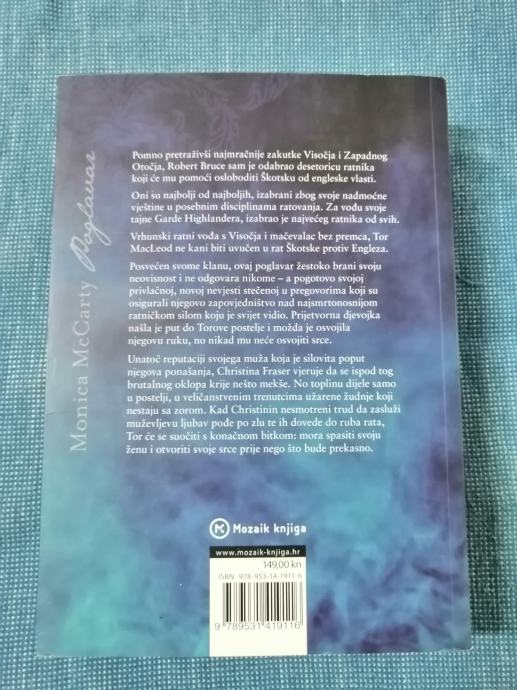 Monica McCarty Poglavar
Pomno pretraživši najmračnije zakutke Visočja i Zapadnog
Otočja, Robert Bruce sam je odabrao desetoricu ratnika
koji će mu pomoći osloboditi Škotsku od engleske vlasti.
Oni su najbolji od najboljih, izabrani zbog svoje nadmoćne
vještine u posebnim disciplinama ratovanja. Za vođu svoje
tajne Garde Highlandera, izabrao je najvećeg ratnika od svih.
Vrhunski ratni vođa s Visočja i mačevalac bez premca, Tor
MacLeod ne kani biti uvučen u rat Škotske protiv Engleza.
Posvećen svome klanu, ovaj poglavar žestoko brani svoju
neovisnost i ne odgovara nikome – a pogotovo svojoj
privlačnoj, novoj nevjesti stečenoj u pregovorima koji su
osigurali njegovo zapovjedništvo nad najsmrtonosnijom
ratničkom silom koju je svijet vidio. Prijetvorna djevojka
našla je put do Torove postelje i možda je osvojila
njegovu ruku, no nikad mu neće osvojiti srce.
Unatoč reputaciji svojega muža koja je silovita poput
njegova ponašanja, Christina Fraser vjeruje da se ispod tog
brutalnog oklopa krije nešto mekše. No toplinu dijele samo
u postelji, u veličanstvenim trenutcima užarene žudnje koji
nestaju sa zorom. Kad Christinin nesmotreni trud da zasluži
muževljevu ljubav pođe po zlu te ih dovede do ruba rata,
Tor će se suočiti s konačnom bitkom: mora spasiti svoju
ženu i otvoriti svoje srce prije nego što bude prekasno.
Mozaik knjiga
www.mozaik-knjiga.hr
149,00 kn
ISBN 978-953-14-1911-6
9 789531 419116